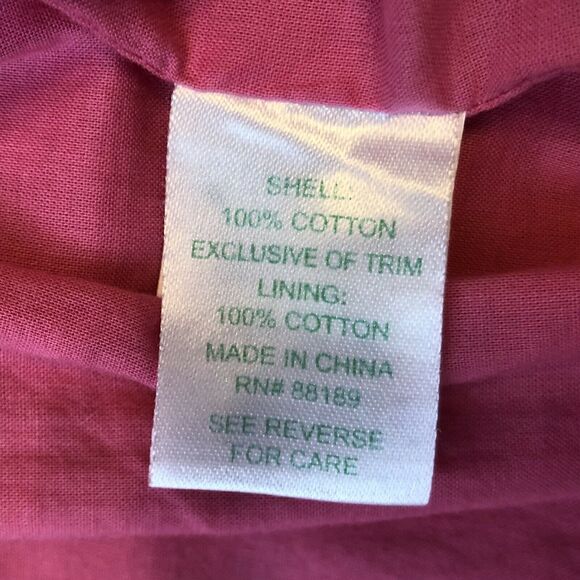 SHELL:
100% COTTON
EXCLUSIVE OF TRIM
LINING:
100% COTTON
MADE IN CHINA
RN# 88189
SEE REVERSE
FOR CARE